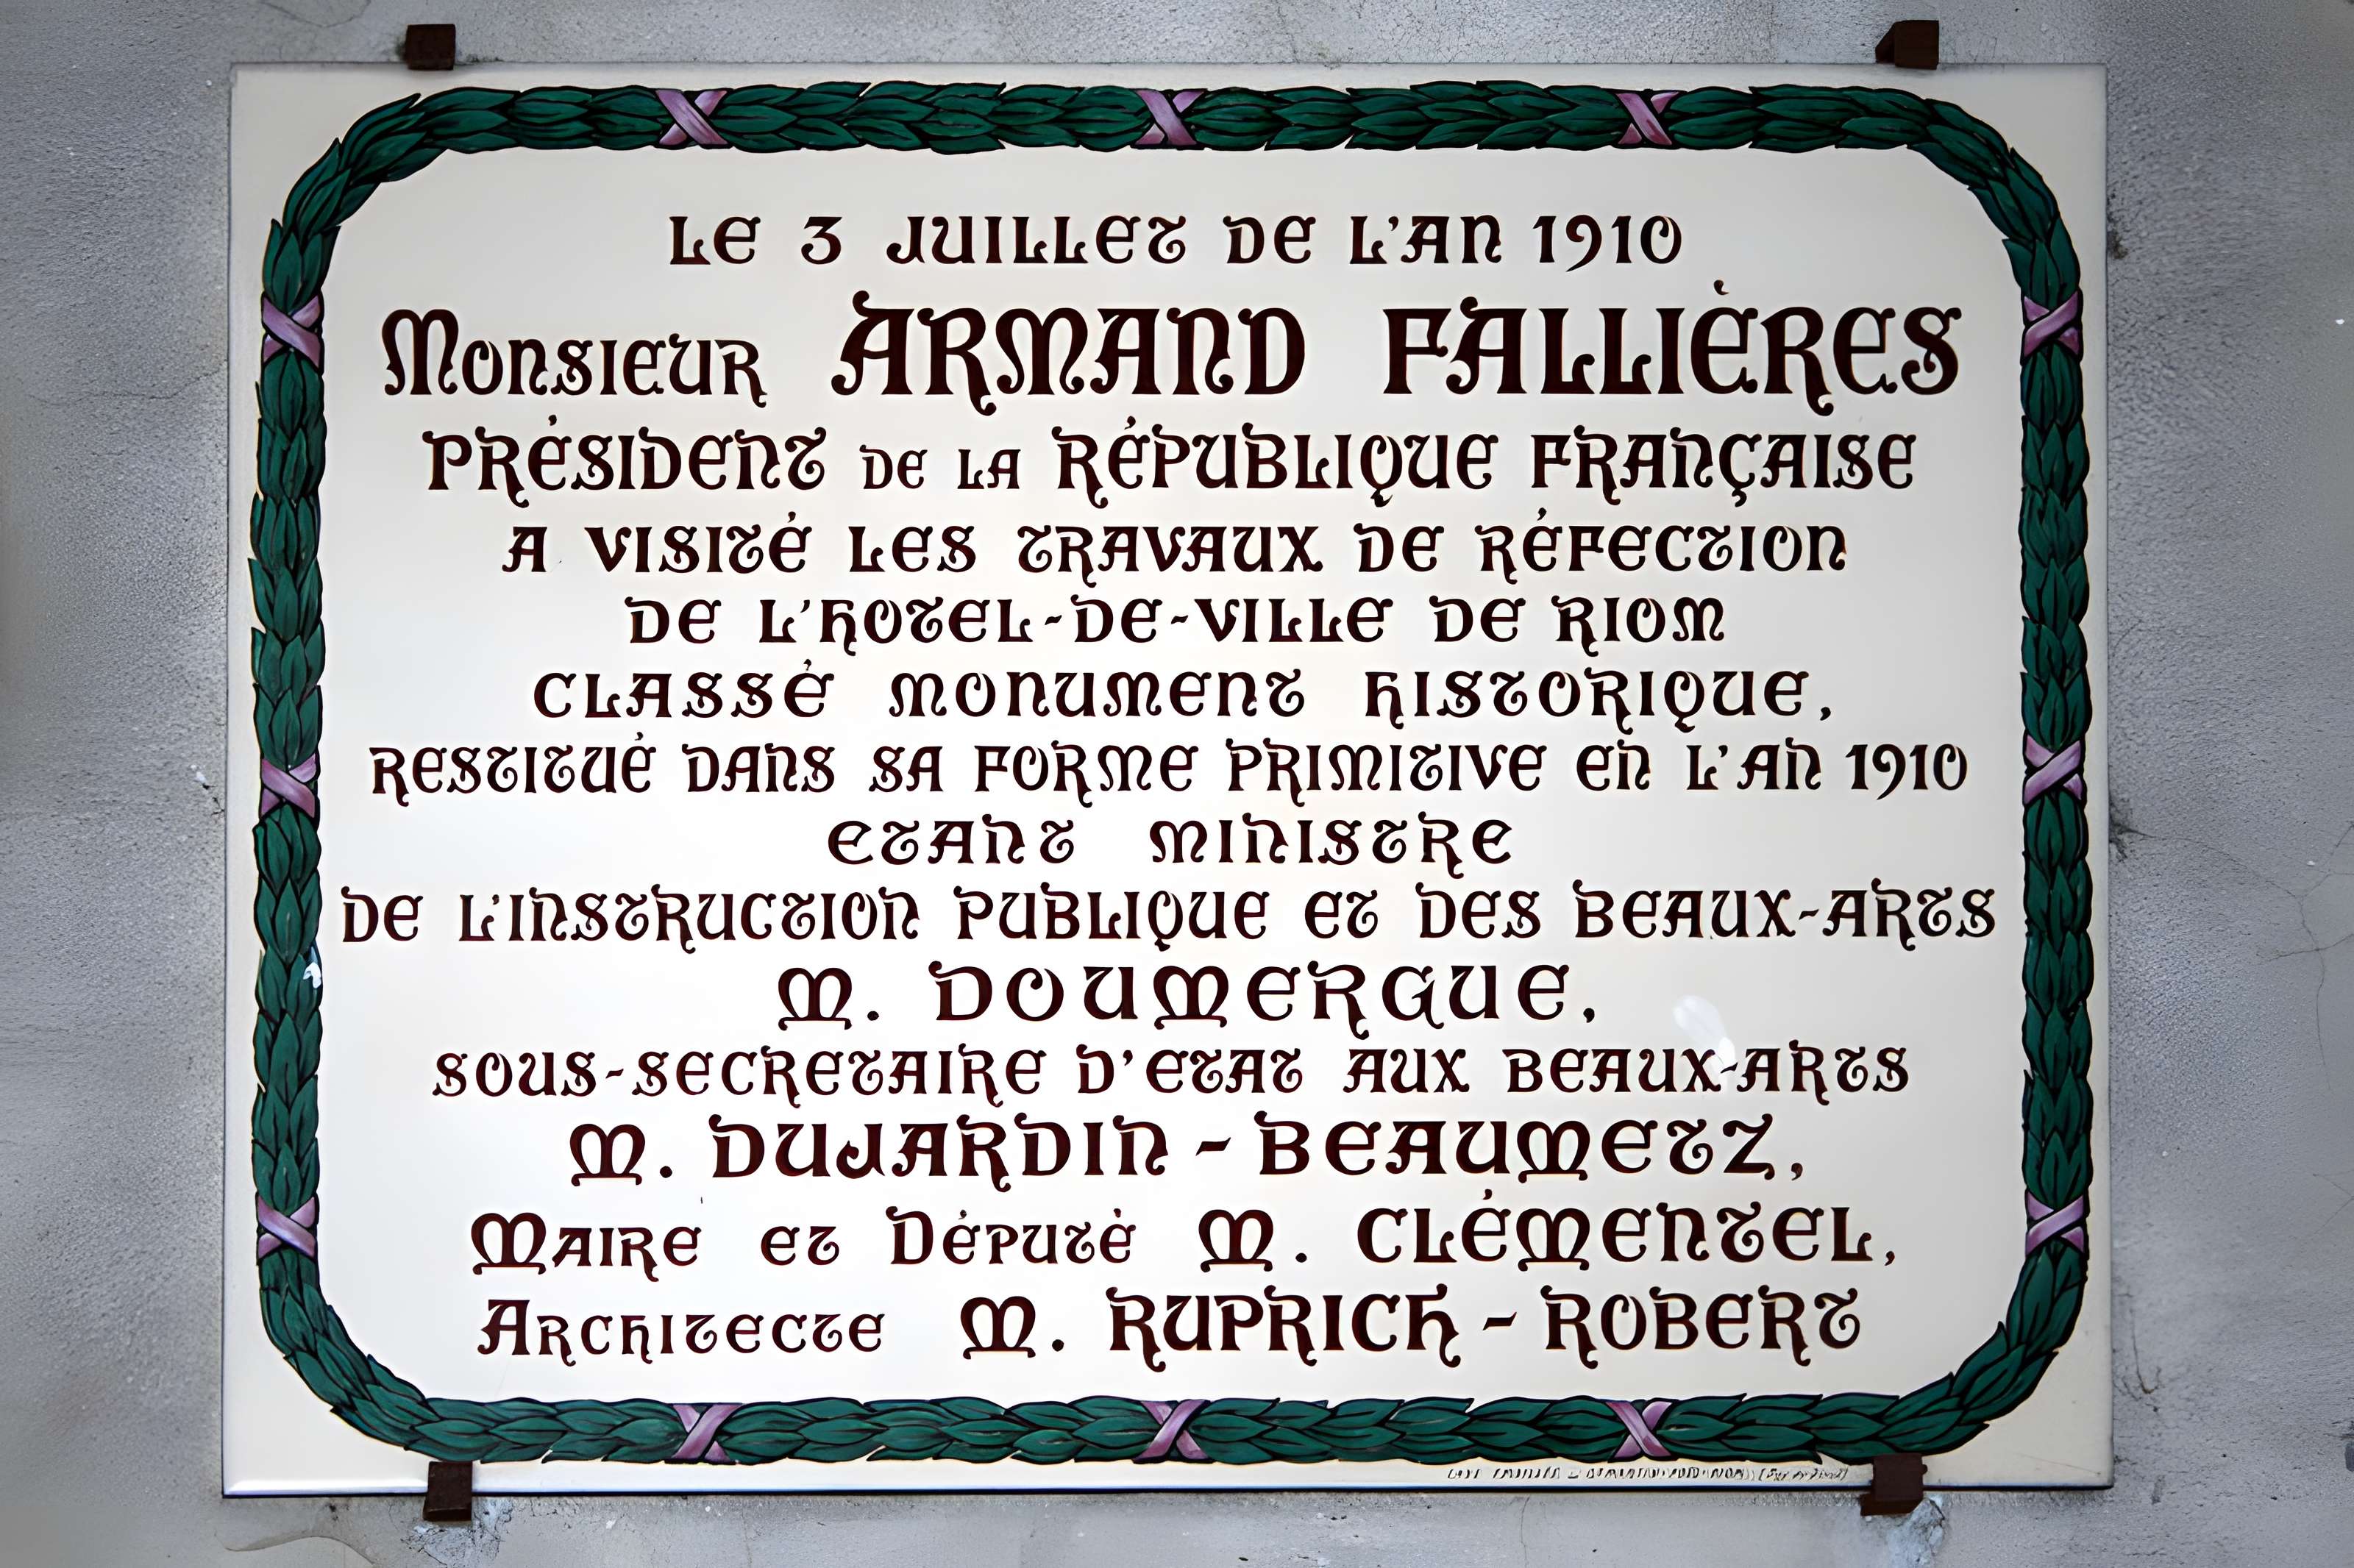 LE 3 JUILLET DE L'AN 1910
Monsieur ARMAND FALLIÈRES
PRÉSIDENT DE LA RÉPUBLIQUE FRANÇAISE
A VISITÉ LES TRAVAUX DE RÉFECTION
DE L'HOTEL-DE-VILLE DE RIOM
CLASSÉ MONUMENT HISTORIQUE,
RESTITUÉ DANS SA FORME PRIMITIVE EN L'AN 1910
ETANT MINISTRE
DE L'INSTRUCTION PUBLIQUE ET DES BEAUX-ARTS
M. DOUMERGUE,
SOUS-SECRETAIRE D'ETAT AUX BEAUX-ARTS
M. DUJARDIN - BEAUMETZ,
MAIRE ET DÉPUTÉ M. CLÉMENTEL,
ARCHITECTE M. RUPRICH - ROBERT